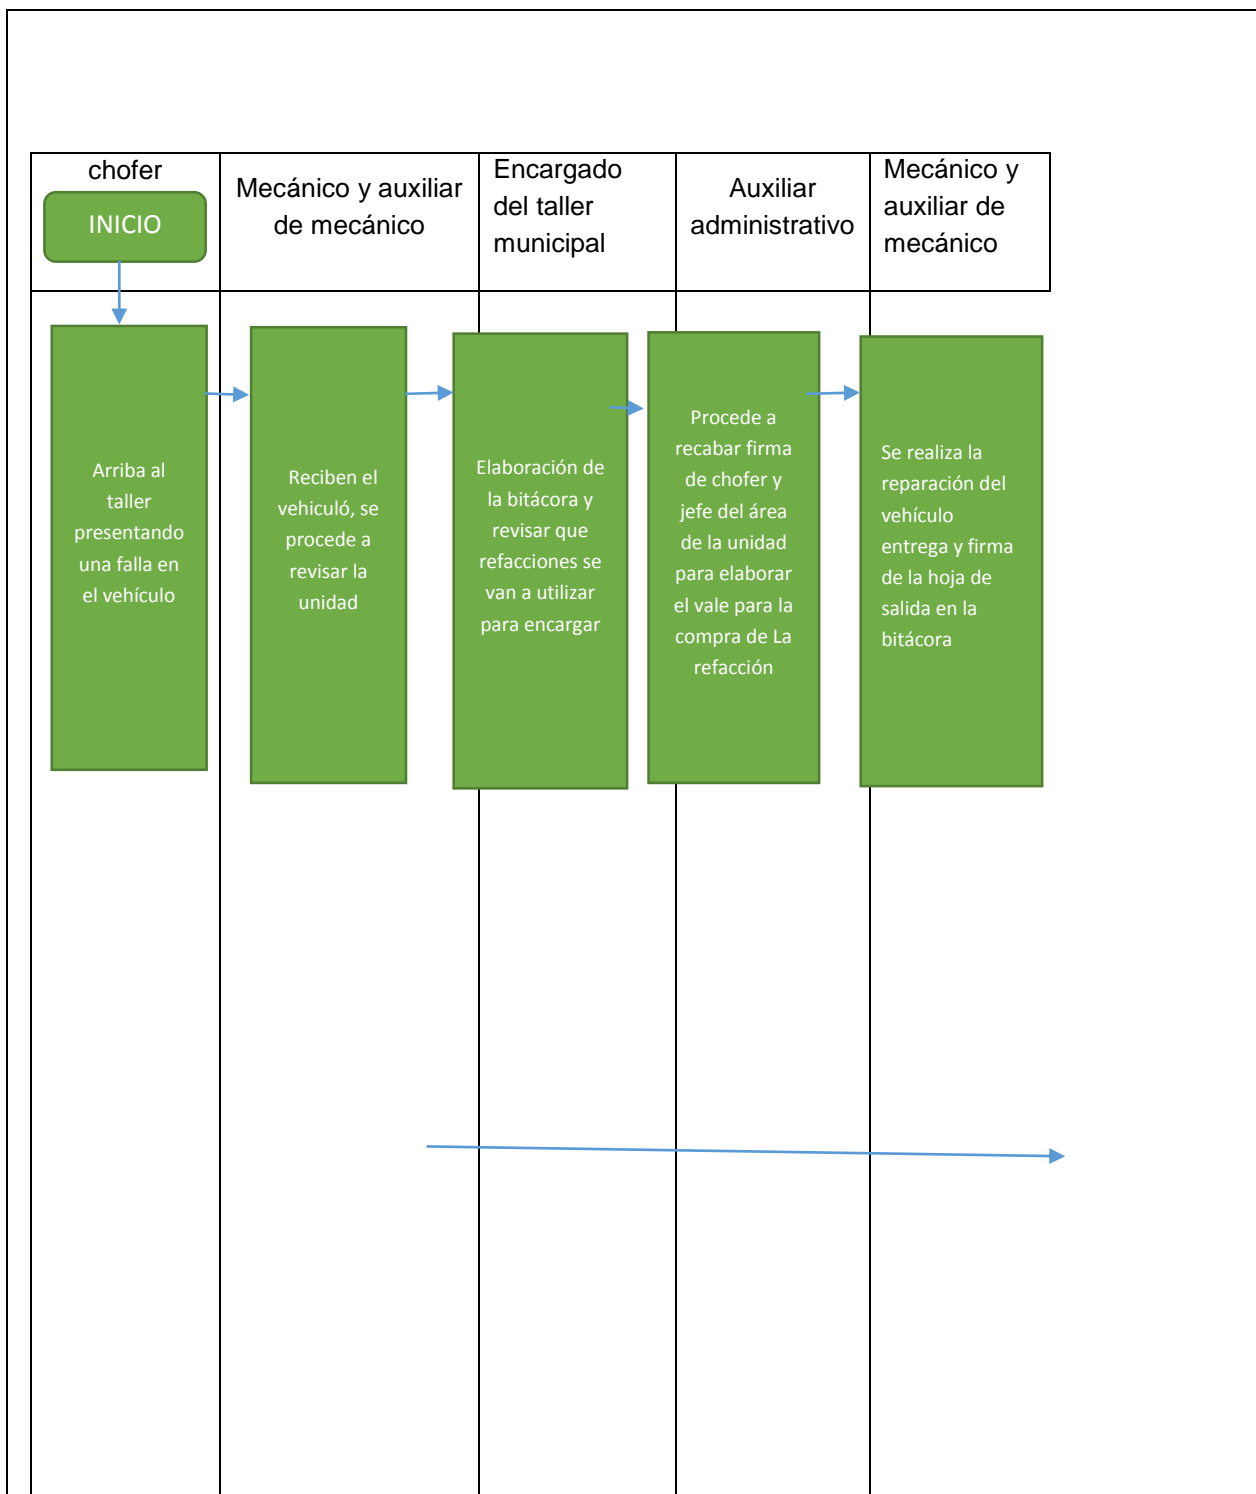 chofer
INICIO
Mecánico y auxiliar
de mecánico
Encargado
del taller
municipal
Auxiliar
administrativo
Mecánico y
auxiliar de
mecánico
Arriba al
taller
presentando
una falla en
el vehículo
Reciben el
vehiculó, se
procede a
revisar la
unidad
Elaboración de
la bitácora y
revisar que
refacciones se
van a utilizar
para encargar
Procede a
recabar firma
de chofer y
jefe del área
de la unidad
para elaborar
el vale para la
compra de La
refacción
Se realiza la
reparación del
vehículo
entrega y firma
de la hoja de
salida en la
bitácora